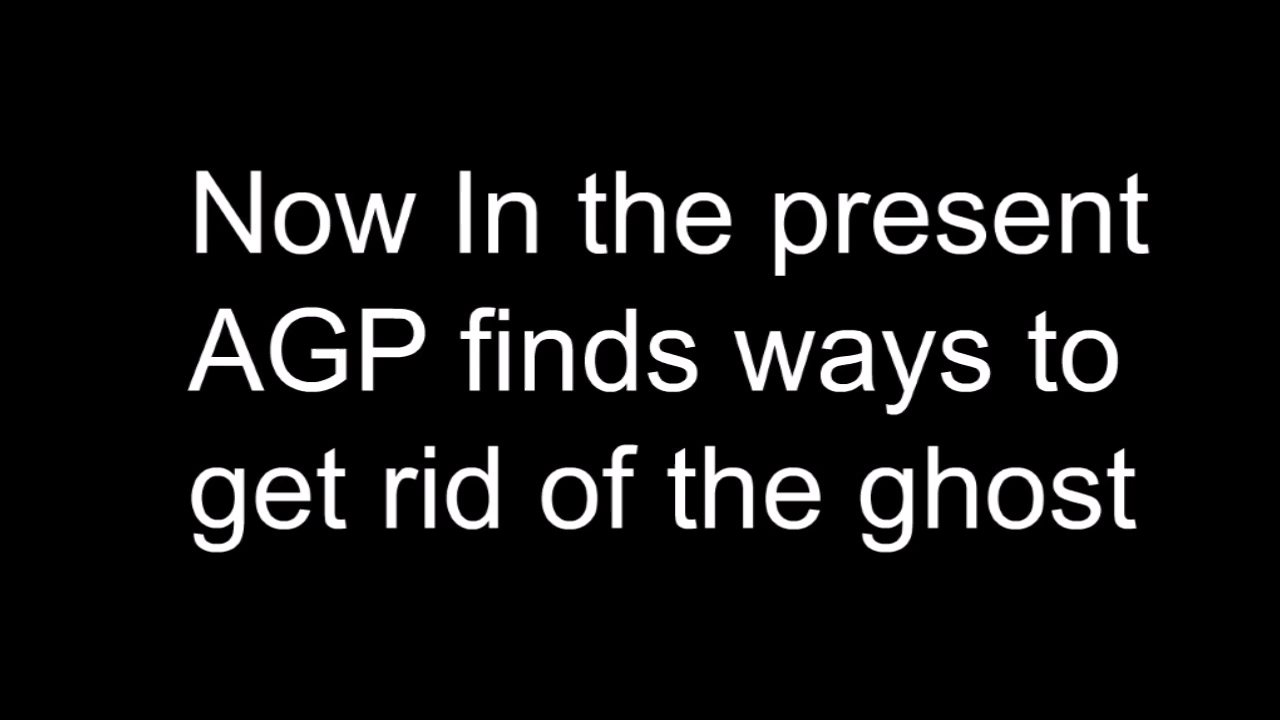 Now In the present
AGP finds ways to
get rid of the ghost